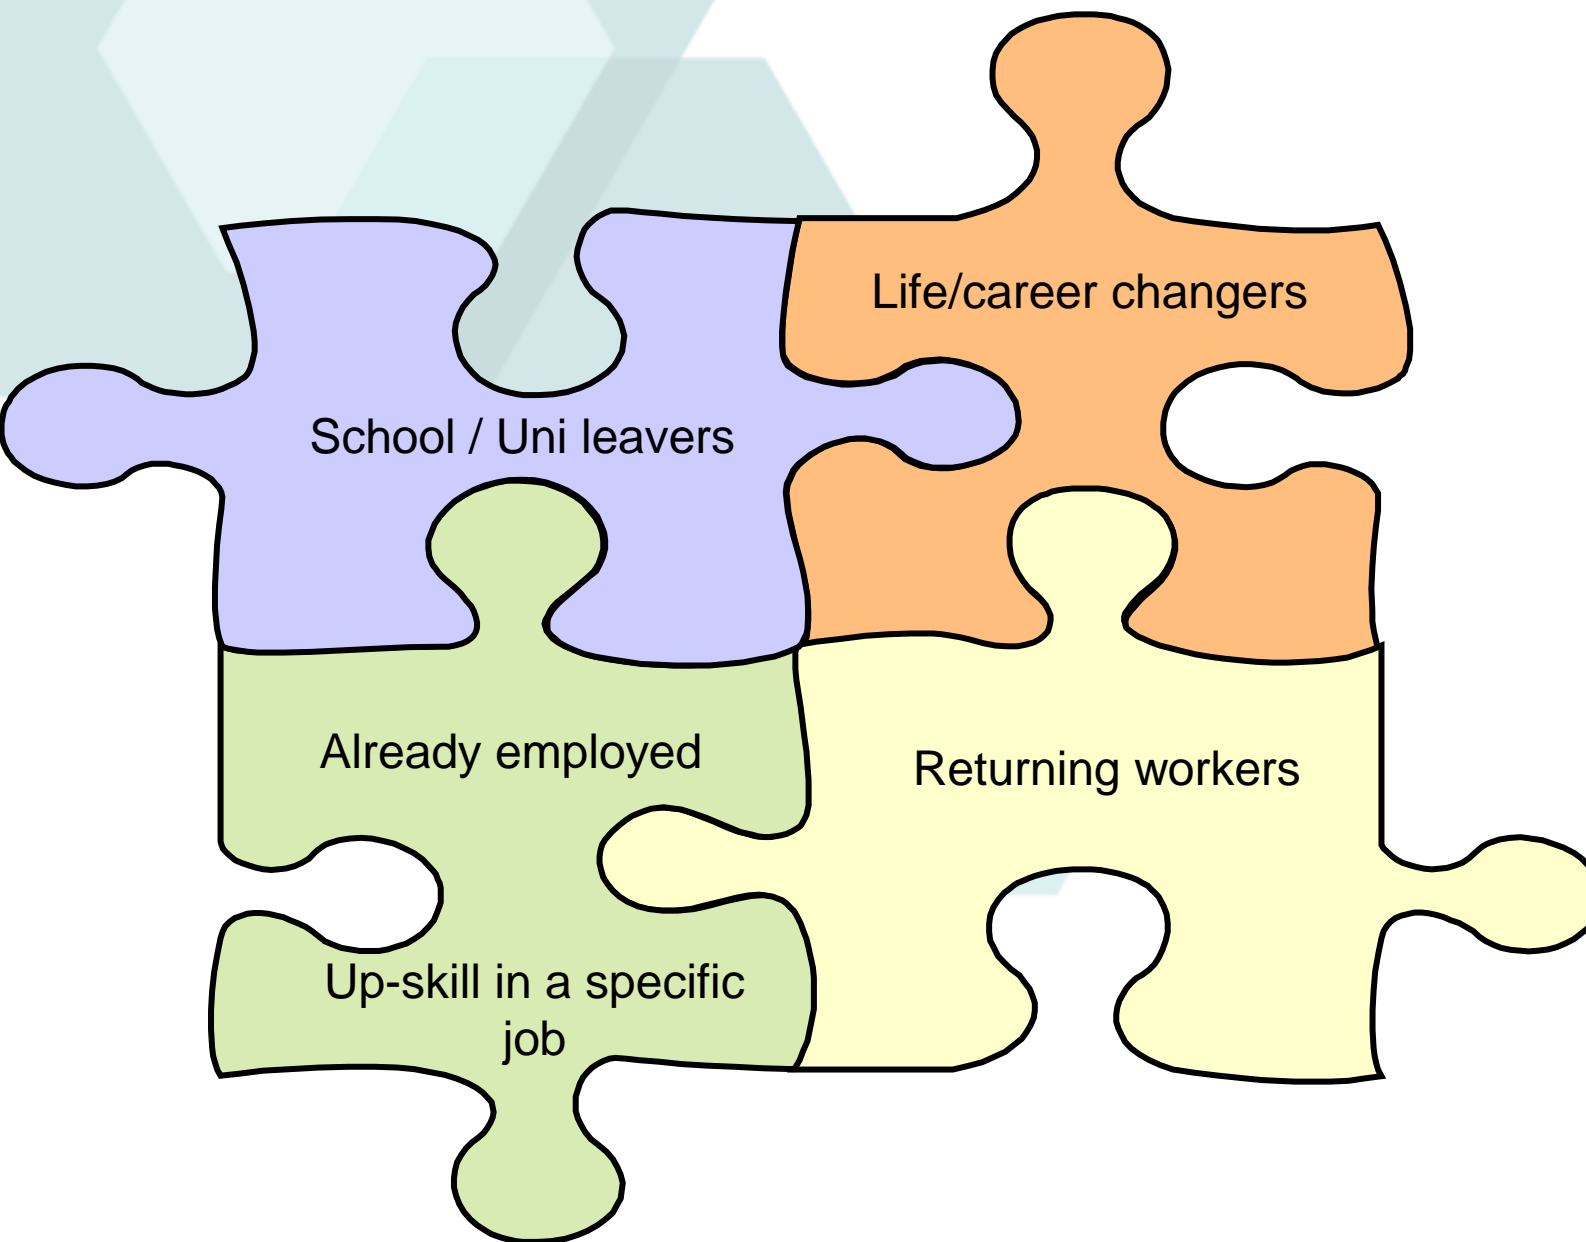 Life/career changers
School / Uni leavers
Already employed
Returning workers
Up-skill in a specific
job